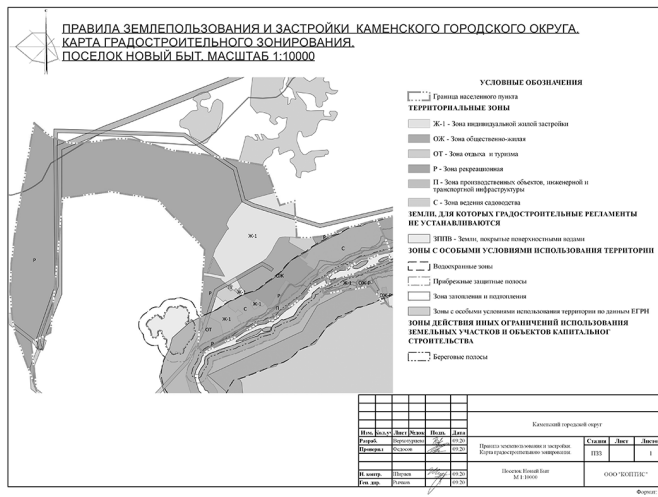 ПРАВИЛА ЗЕМЛЕПОЛЬЗОВАНИЯ И ЗАСТРОЙКИ КАМЕНСКОГО ГОРОДСКОГО ОКРУГА.
КАРТА ГРАДОСТРОИТЕЛЬНОГО ЗОНИРОВАНИЯ.
ПОСЕЛОК НОВЫЙ БЫТ. МАСШТАБ 1:10000
УСЛОВНЫЕ ОБОЗНАЧЕНИЯ
Граница населенного пункта
ТЕРРИТОРИАЛЬНЫЕ ЗОНЫ
Ж-1 - Зона индивидуальной жилой застройки
ОЖ - Зона общественно-жилая
ОТ - Зона отдыха и туризма
Р - Зона рекреационная
П - Зона производственных объектов, инженерной и
транспортной инфраструктуры
С - Зона ведения садоводства
ЗЕМЛИ, ДЛЯ КОТОРЫХ ГРАДОСТРОИТЕЛЬНЫЕ РЕГЛАМЕНТЫ
НЕ УСТАНАВЛИВАЮТСЯ
ЗППВ - Земли, покрытые поверхностными водами
ЗОНЫ С ОСОБЫМИ УСЛОВИЯМИ ИСПОЛЬЗОВАНИЯ ТЕРРИТОРИИ
Водоохранные зоны
Прибрежные защитные полосы
Зона затопления и подтопления
Зоны с особыми условиями использования территории по данным ЕГРН
ЗОНЫ ДЕЙСТВИЯ ИНЫХ ОГРАНИЧЕНИЙ ИСПОЛЬЗОВАНИЯ
ЗЕМЕЛЬНЫХ УЧАСТКОВ И ОБЪЕКТОВ КАПИТАЛЬНОГ
СТРОИТЕЛЬСТВА
Береговые полосы
Ж-1
С
Р
ОЖ
Р
Ж-1
Ж-1
С
Ж-1
П
Р
ОТ
Р
Ж-1
Каменский городской округ
Изм. Кол.уч Лист №док Подп. Дата
Разраб. 09.20
Проверил Федосов 09.20
Правила землепользования и застройки.
Карта градостроительного зонирования.
Стадия Лист Листов
ПЗЗ 1
Н. контр. Ширяев 09.20
Ген. дир. 09.20
Поселок Новый Быт
М 1:10000
ООО "КОППИС"
Формат: